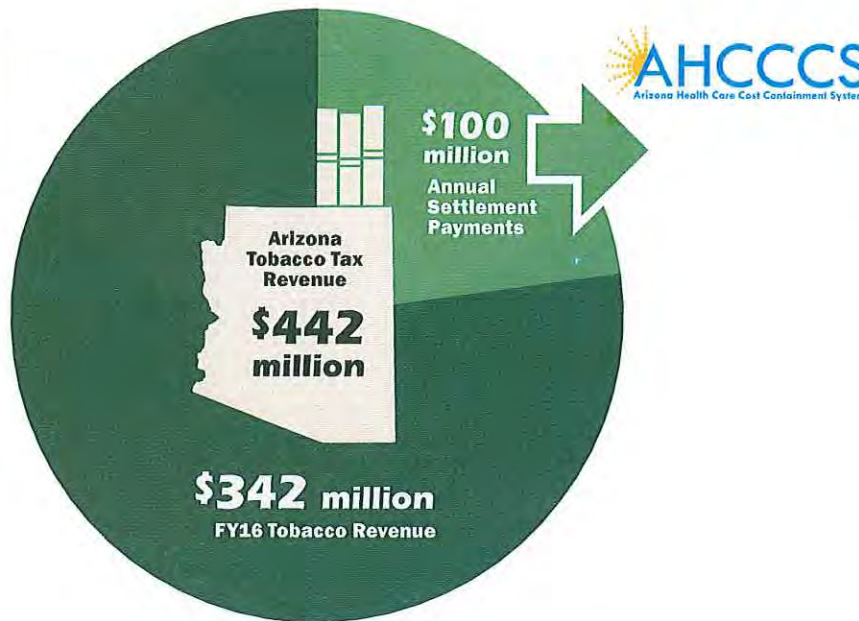 AHCCCS
Arizona Health Care Cost Containment System
$100
million
Annual
Settlement
Payments
Arizona
Tobacco Tax
Revenue
$442
million
$342 million
FY16 Tobacco Revenue